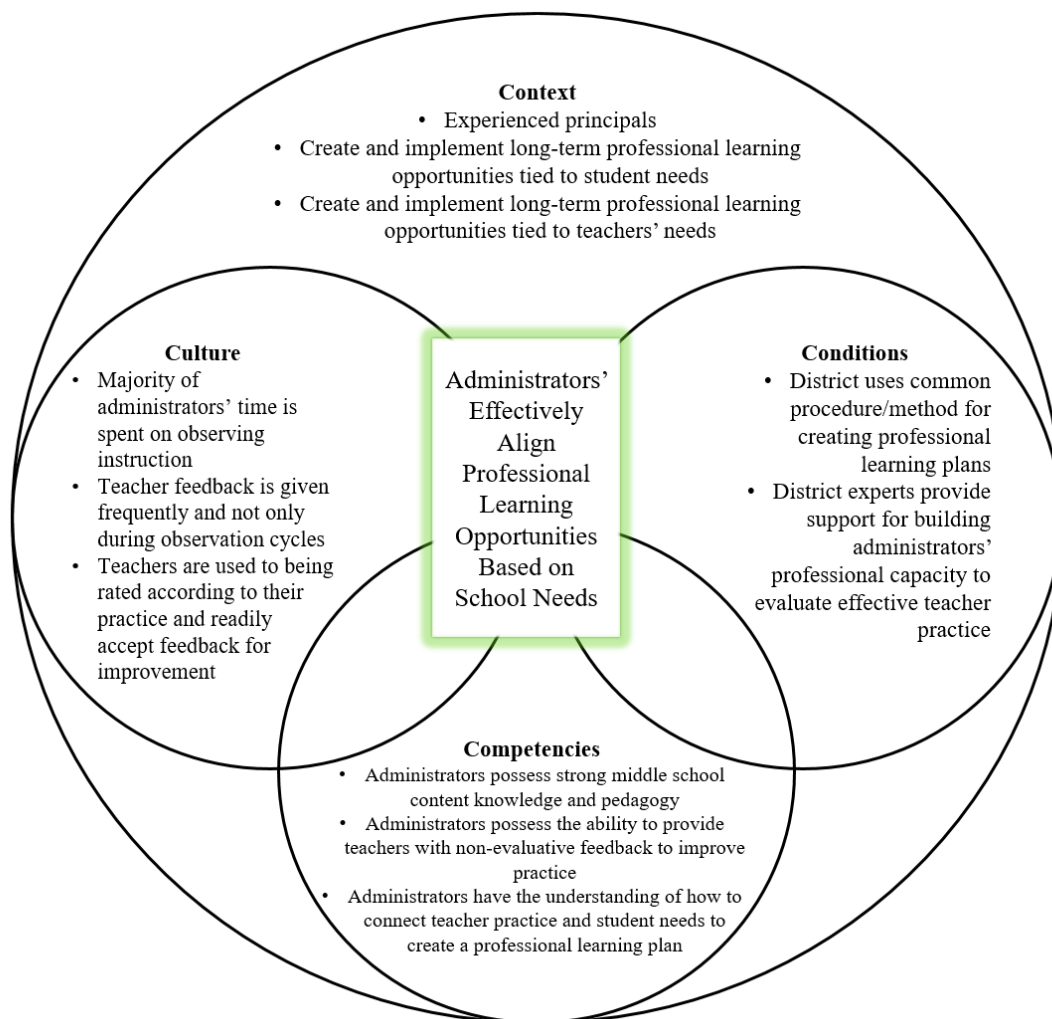 Context
• Experienced principals
• Create and implement long-term professional learning
opportunities tied to student needs
• Create and implement long-term professional learning
opportunities tied to teachers’ needs
Culture
• Majority of
administrators’ time is
spent on observing
instruction
• Teacher feedback is given
frequently and not only
during observation cycles
• Teachers are used to being
rated according to their
practice and readily
accept feedback for
improvement
Administrators’
Effectively
Align
Professional
Learning
Opportunities
Based on
School Needs
Conditions
• District uses common
procedure/method for
creating professional
learning plans
• District experts provide
support for building
administrators’
professional capacity to
evaluate effective teacher
practice
Competencies
• Administrators possess strong middle school
content knowledge and pedagogy
• Administrators possess the ability to provide
teachers with non-evaluative feedback to improve
practice
• Administrators have the understanding of how to
connect teacher practice and student needs to
create a professional learning plan